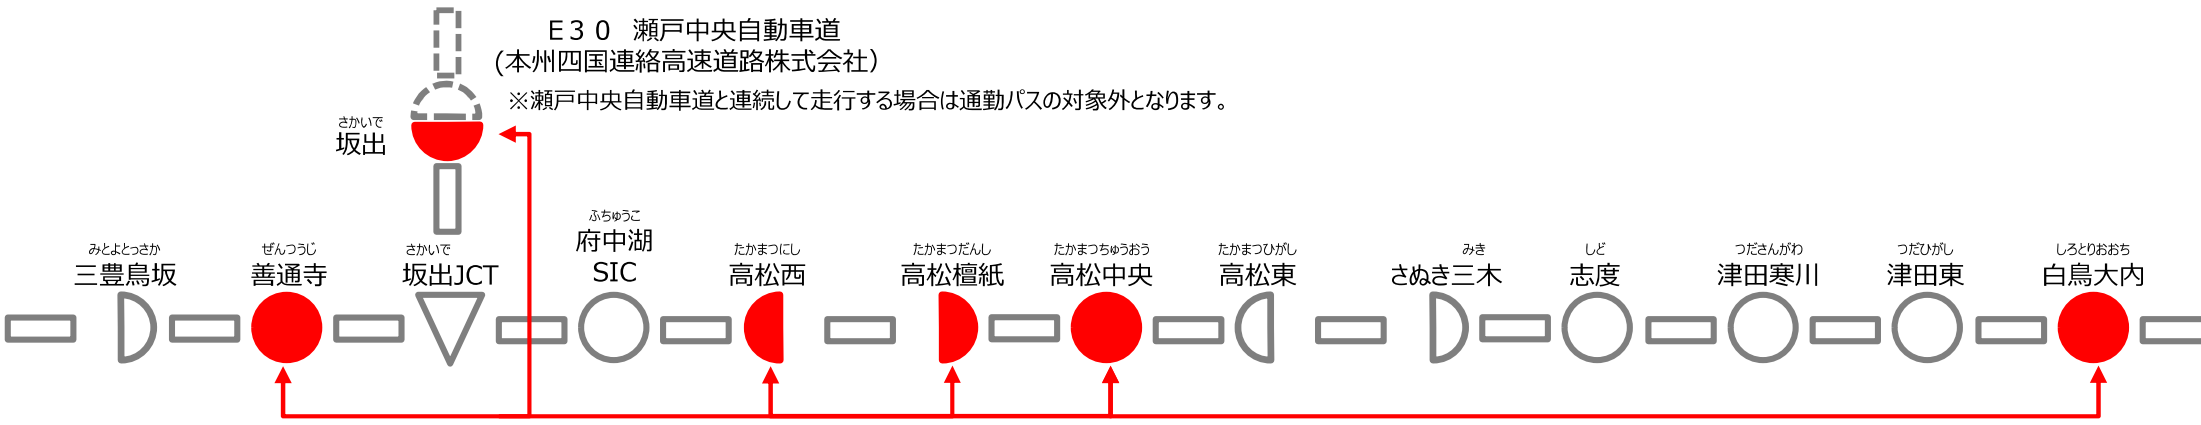 E30 瀬戸中央自動車道
(本州四国連絡高速道路株式会社)
※瀬戸中央自動車道と連続して走行する場合は通勤パスの対象外となります。
さかいで
坂出
みとよとっさか
三豊鳥坂
ぜんつうじ
善通寺
さかいで
坂出JCT
ふちゅうこ
府中湖
SIC
たかまつにし
高松西
たかまつだんし
高松檀紙
たかまつちゅうおう
高松中央
たかまつひがし
高松東
みき
さぬき三木
しど
志度
つださんがわ
津田寒川
つだひがし
津田東
しろとりおおち
白鳥大内